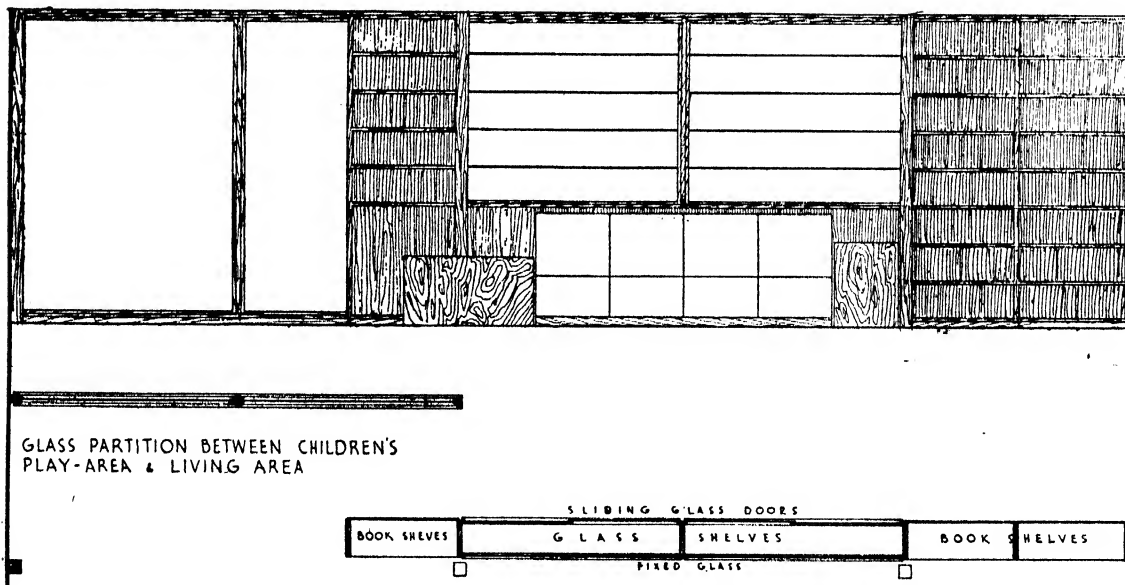 GLASS PARTITION BETWEEN CHILDREN'S
PLAY-AREA & LIVING AREA
SLIDING GLASS DOORS
BOOK SHEVES
GLASS SHELVES
BOOK SHELVES
FIXED GLASS